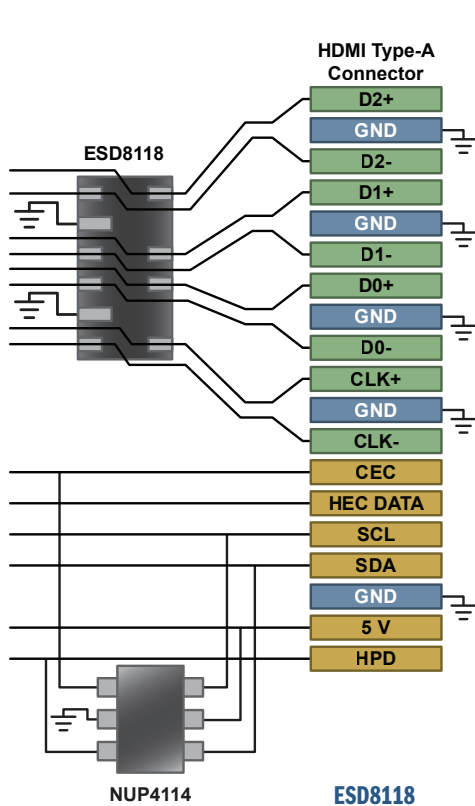 HDMI Type-A
Connector
D2+
GND
ESD8118
D2-
D1+
GND
D1-
D0+
GND
D0-
CLK+
GND
CLK-
CEC
HEC DATA
SCL
SDA
GND
5 V
HPD
NUP4114
ESD8118